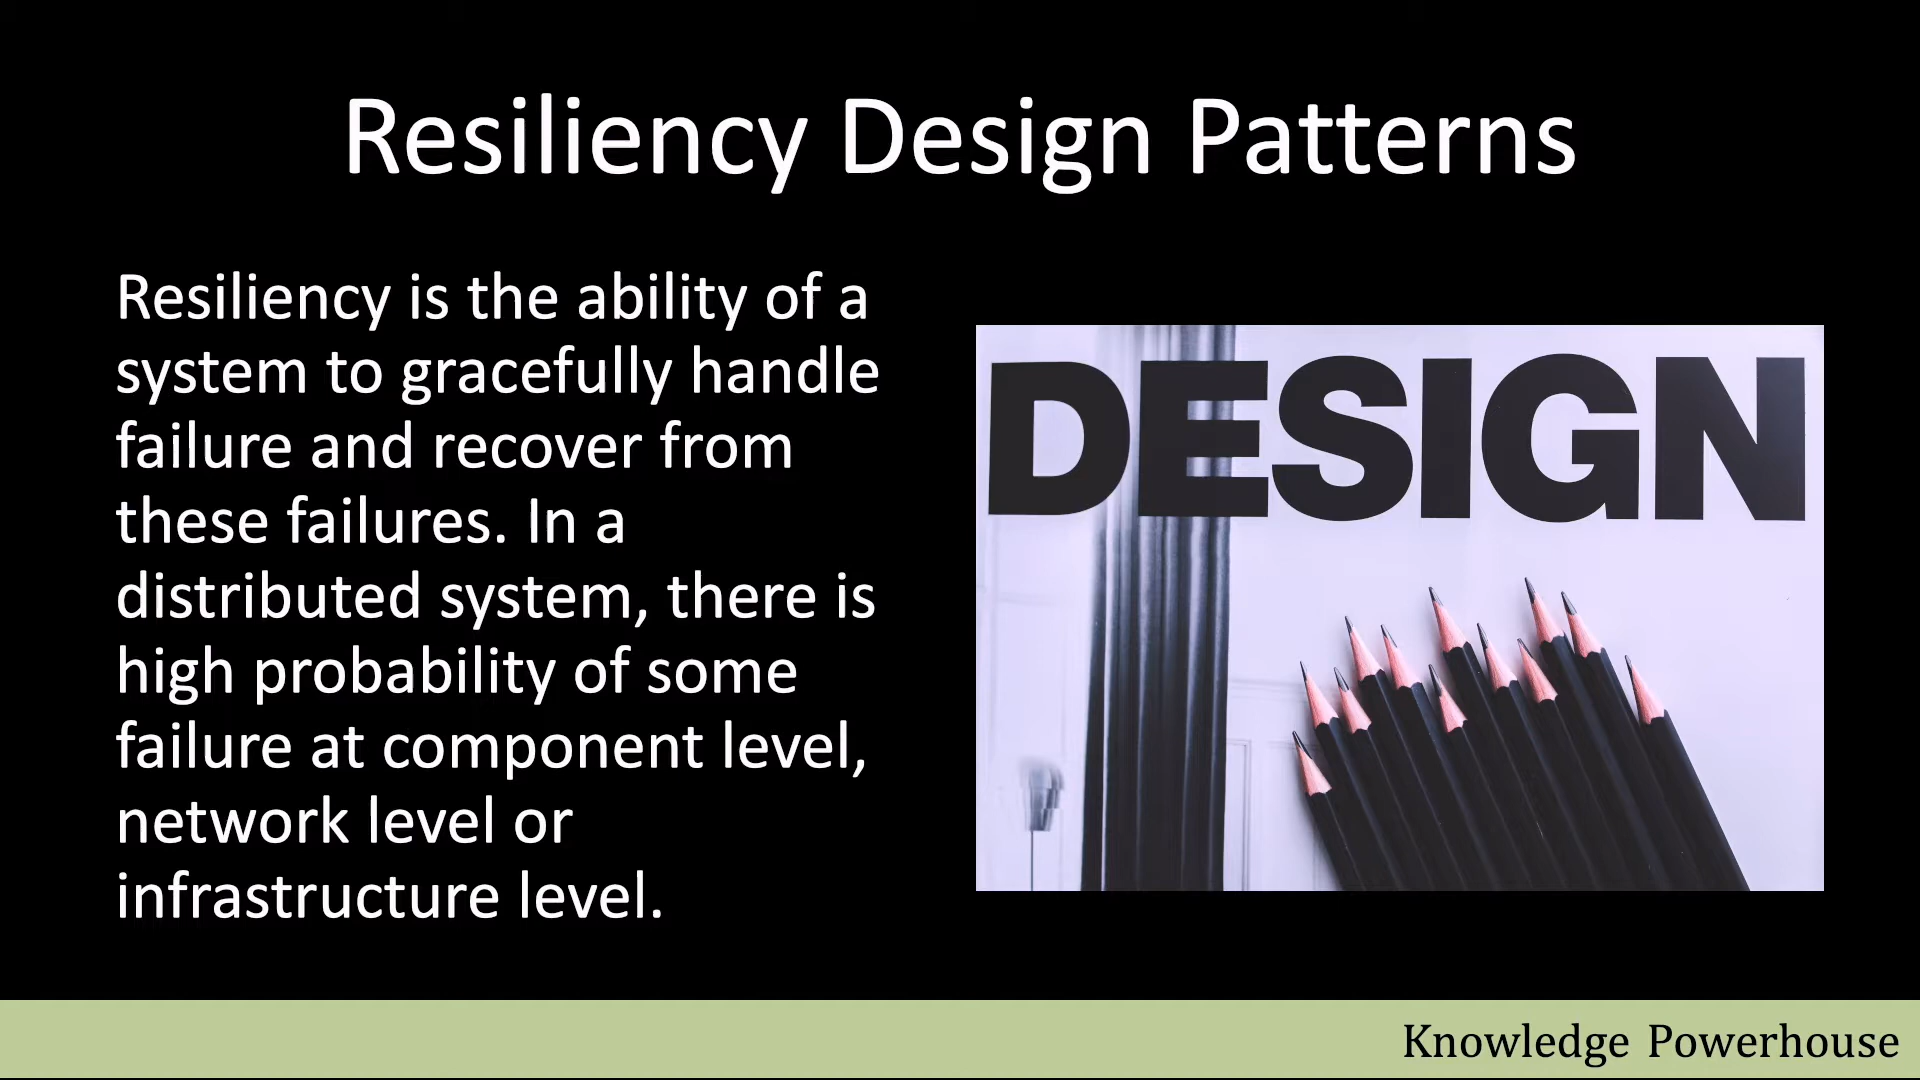 Resiliency Design Patterns
Resiliency is the ability of a
system to gracefully handle
failure and recover from
these failures. In a
distributed system, there is
high probability of some
failure at component level,
network level or
infrastructure level.
DESIGN
Knowledge Powerhouse